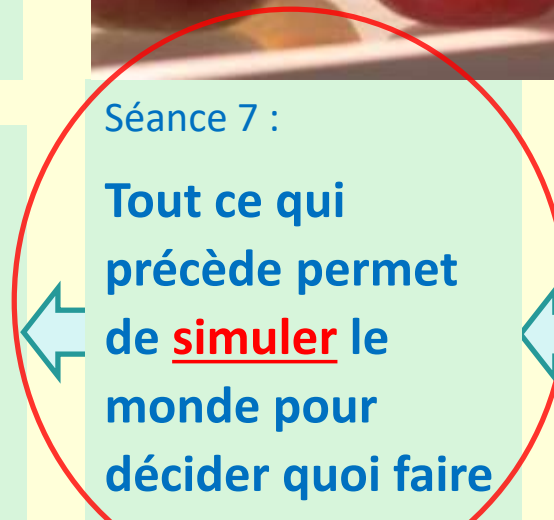 Séance 7 :
Tout ce qui
précède permet
de simuler le
monde pour
décider quoi faire